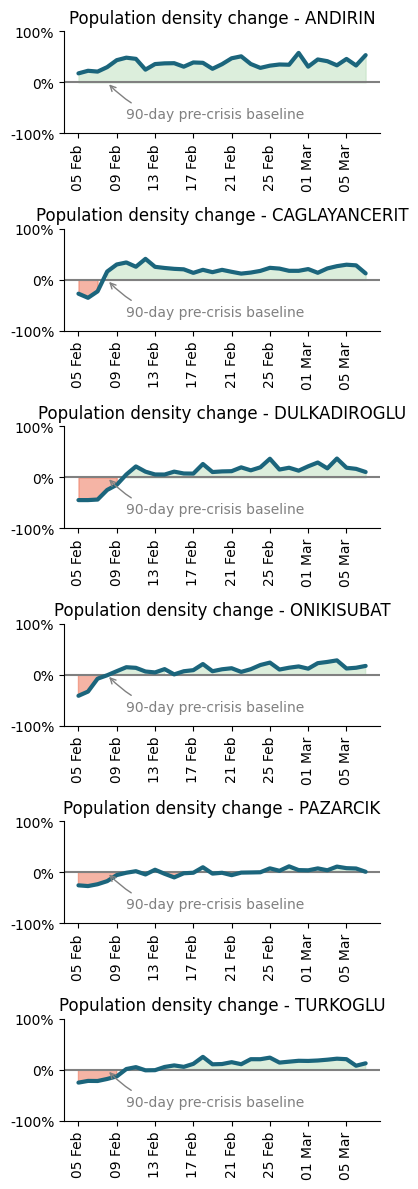 Population density change - ANDIRIN
100%
0%
-100%
90-day pre-crisis baseline
05 Feb
09 Feb
13 Feb
17 Feb
21 Feb
25 Feb
01 Mar
05 Mar
Population density change - CAGLAYANCERIT
100%
0%
-100%
90-day pre-crisis baseline
05 Feb
09 Feb
13 Feb
17 Feb
21 Feb
25 Feb
01 Mar
05 Mar
Population density change - DULKADIROGLU
100%
0%
-100%
90-day pre-crisis baseline
05 Feb
09 Feb
13 Feb
17 Feb
21 Feb
25 Feb
01 Mar
05 Mar
Population density change - ONIKISUBAT
100%
0%
-100%
90-day pre-crisis baseline
05 Feb
09 Feb
13 Feb
17 Feb
21 Feb
25 Feb
01 Mar
05 Mar
Population density change - PAZARCIK
100%
0%
-100%
90-day pre-crisis baseline
05 Feb
09 Feb
13 Feb
17 Feb
21 Feb
25 Feb
01 Mar
05 Mar
Population density change - TURKOGLU
100%
0%
-100%
90-day pre-crisis baseline
05 Feb
09 Feb
13 Feb
17 Feb
21 Feb
25 Feb
01 Mar
05 Mar